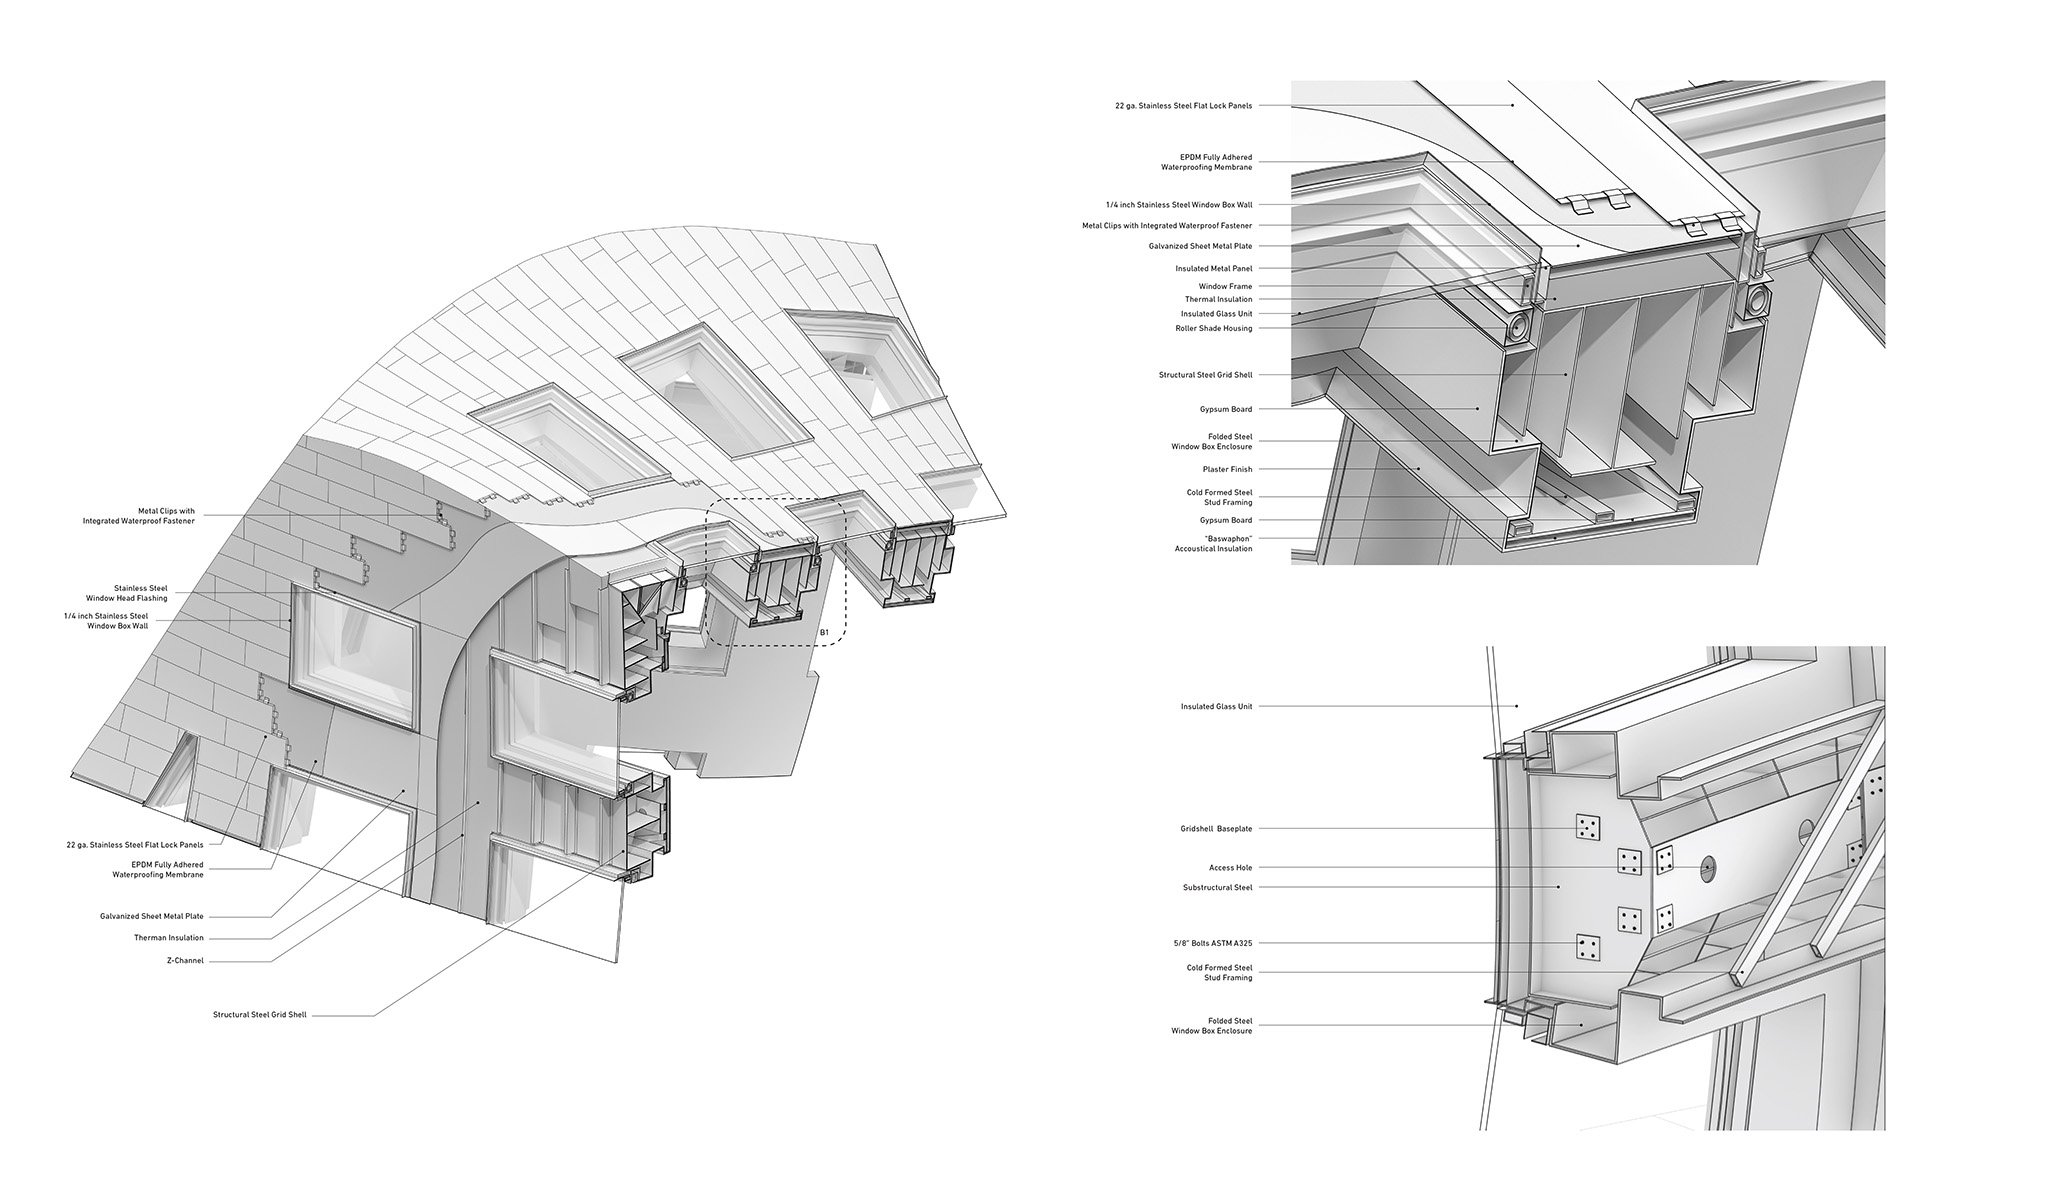 Metal Clips with
Integrated Waterproof Fastener
Stainless Steel
Window Head Flashing
1/4 inch Stainless Steel
Window Box Wall
22 ga. Stainless Steel Flat Lock Panels
EPDM Fully Adhered
Waterproofing Membrane
Galvanized Sheet Metal Plate
Therman Insulation
Z-Channel
Structural Steel Grid Shell
B1
22 ga. Stainless Steel Flat Lock Panels
EPDM Fully Adhered
Waterproofing Membrane
1/4 inch Stainless Steel Window Box Wall
Metal Clips with Integrated Waterproof Fastener
Galvanized Sheet Metal Plate
Insulated Metal Panel
Window Frame
Thermal Insulation
Insulated Glass Unit
Roller Shade Housing
Structural Steel Grid Shell
Gypsum Board
Folded Steel
Window Box Enclosure
Plaster Finish
Cold Formed Steel
Stud Framing
Gypsum Board
"Baswaphon"
Accoustical Insulation
Insulated Glass Unit
Gridshell Baseplate
Access Hole
Substructural Steel
5/8" Bolts ASTM A325
Cold Formed Steel
Stud Framing
Folded Steel
Window Box Enclosure